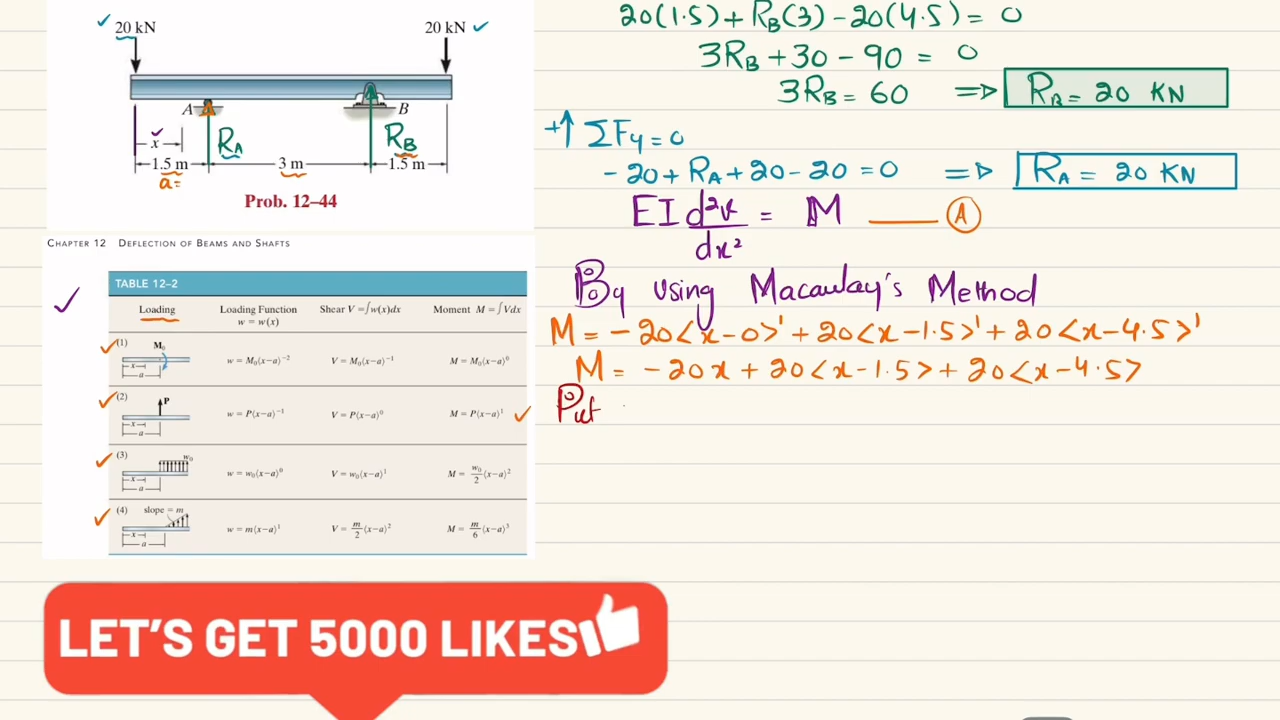 20 kN
20 kN
A
B
x
R_A
R_B
1.5 m
3 m
1.5 m
a=
Prob. 12–44
CHAPTER 12 DEFLECTION OF BEAMS AND SHAFTS
TABLE 12–2
Loading
Loading Function w = w(x)
Shear V = ∫w(x)dx
Moment M = ∫Vdx
(1) M₀ x a
w = M₀⟨x−a⟩⁻²
V = M₀⟨x−a⟩⁻¹
M = M₀⟨x−a⟩⁰
(2) P x a
w = P⟨x−a⟩⁻¹
V = P⟨x−a⟩⁰
M = P⟨x−a⟩¹
(3) w₀ x a
w = w₀⟨x−a⟩⁰
V = w₀⟨x−a⟩¹
M = w₀/2⟨x−a⟩²
(4) slope = m x a
w = m⟨x−a⟩¹
V = m/2⟨x−a⟩²
M = m/6⟨x−a⟩³
20(1.5) + R_B(3) - 20(4.5) = 0
3R_B + 30 - 90 = 0
3R_B = 60 ⇒ R_B = 20 KN
+↑ ΣFy = 0
- 20 + R_A + 20 - 20 = 0 ⇒ R_A = 20 KN
EI d²v/dx² = M —— A
By using Macaulay's Method
M = - 20<x-0>¹ + 20<x-1.5>¹ + 20<x-4.5>¹
M = - 20x + 20<x-1.5> + 20<x-4.5>
Put
LET'S GET 5000 LIKES